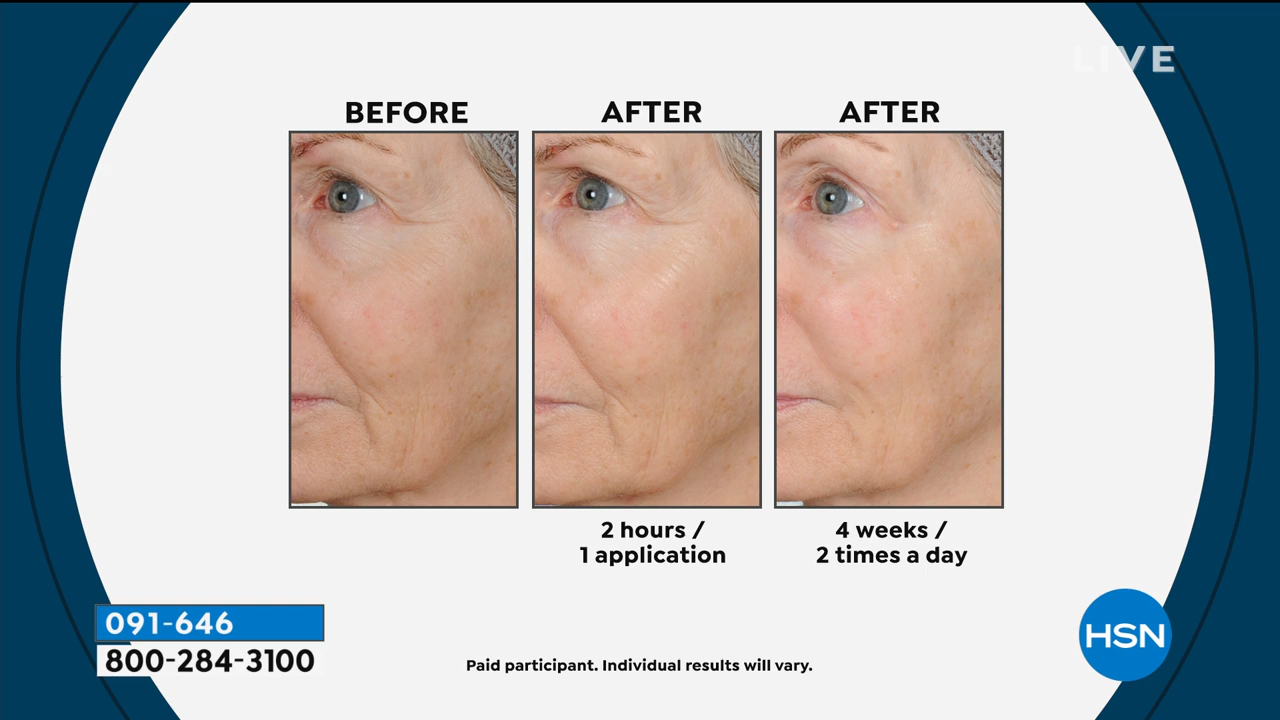 LIVE
BEFORE
AFTER
AFTER
2 hours /
1 application
4 weeks /
2 times a day
091-646
800-284-3100
Paid participant. Individual results will vary.
HSN